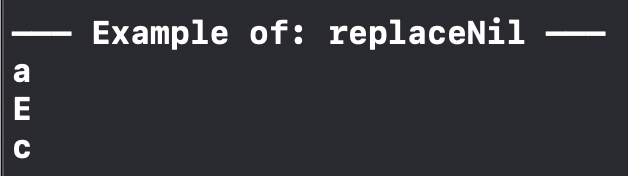 ——— Example of: replaceNil ———
a
E
c